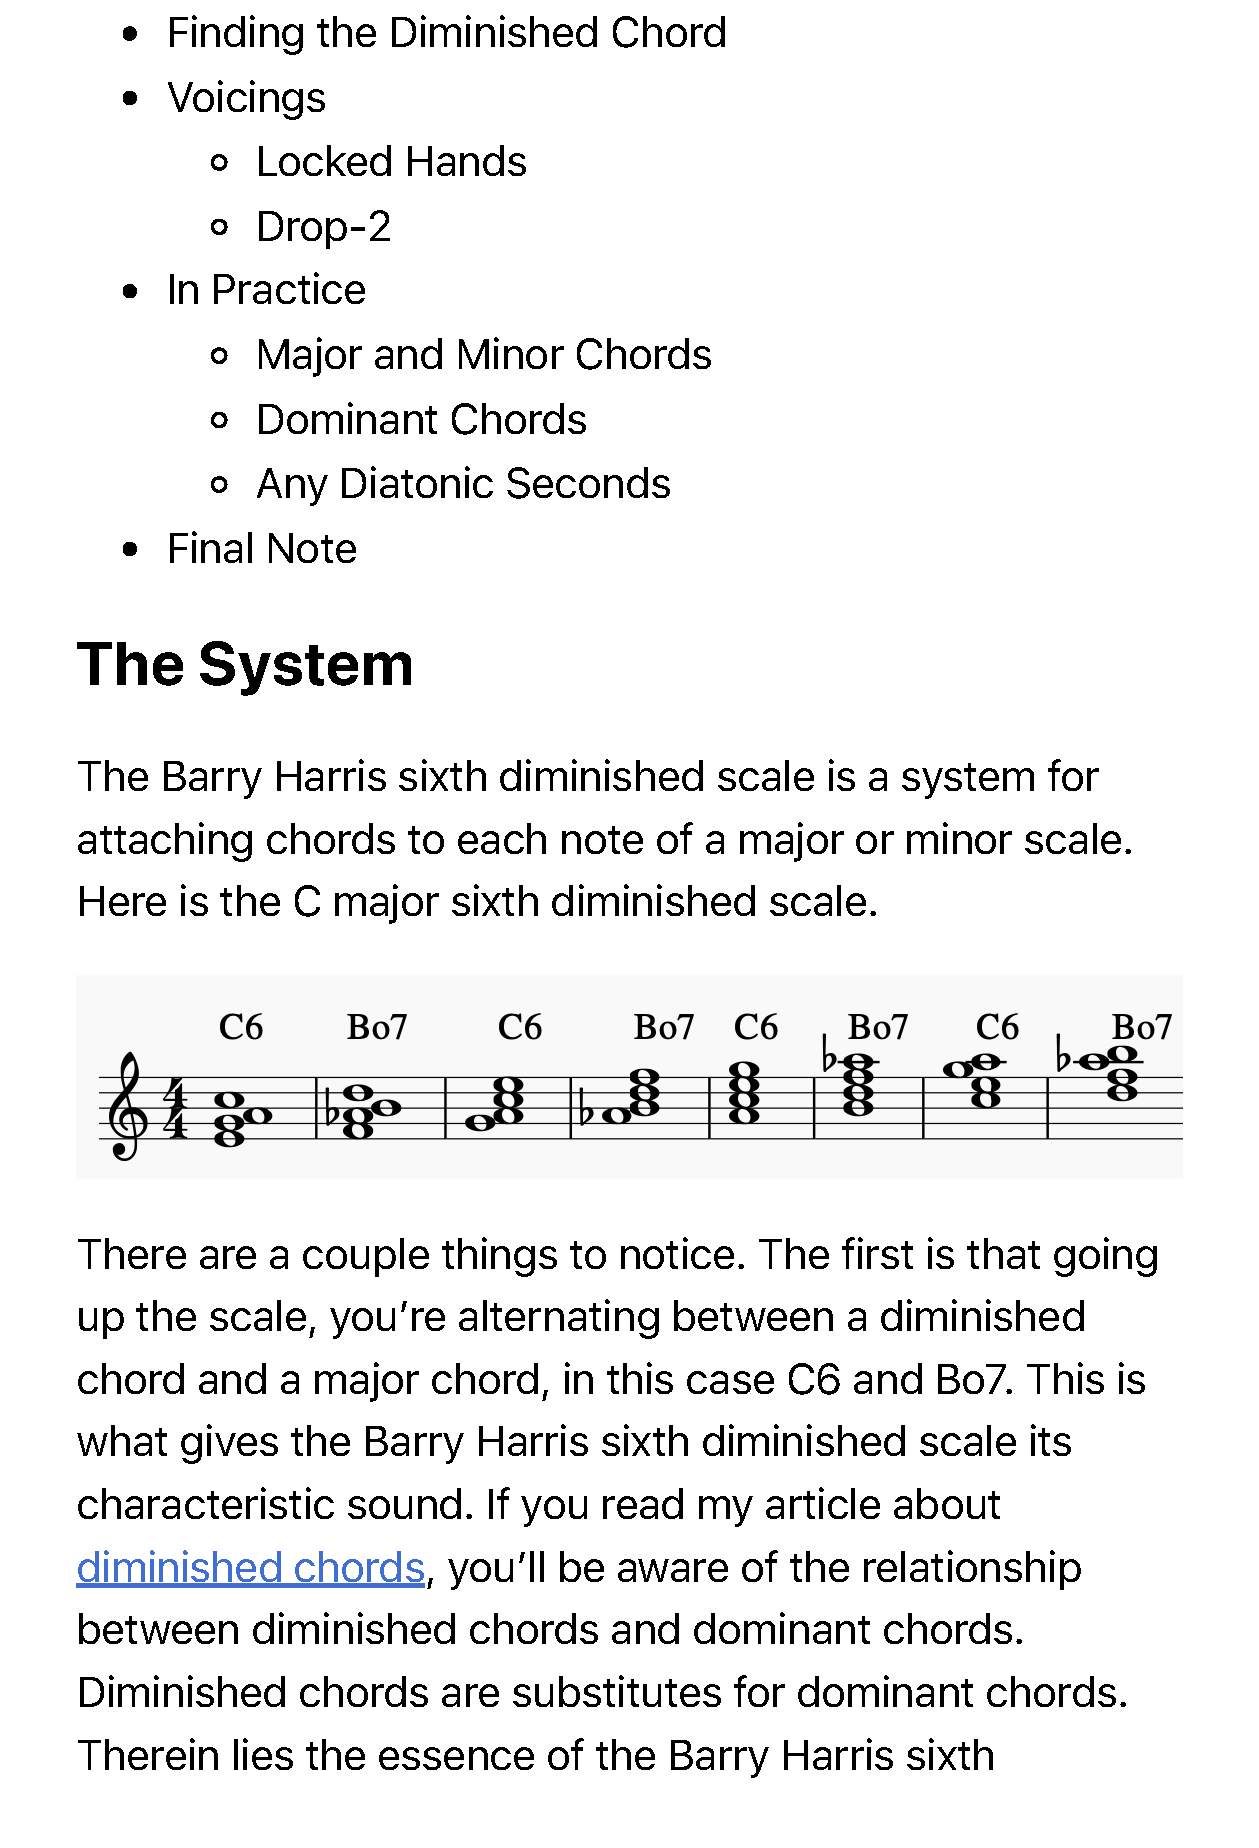 Finding the Diminished Chord
Voicings
Locked Hands
Drop-2
In Practice
Major and Minor Chords
Dominant Chords
Any Diatonic Seconds
Final Note
The System
The Barry Harris sixth diminished scale is a system for
attaching chords to each note of a major or minor scale.
Here is the C major sixth diminished scale.
C6 Bo7 C6 Bo7 C6 Bo7 C6 Bo7
4
4
There are a couple things to notice. The first is that going
up the scale, you’re alternating between a diminished
chord and a major chord, in this case C6 and Bo7. This is
what gives the Barry Harris sixth diminished scale its
characteristic sound. If you read my article about
diminished chords, you’ll be aware of the relationship
between diminished chords and dominant chords.
Diminished chords are substitutes for dominant chords.
Therein lies the essence of the Barry Harris sixth